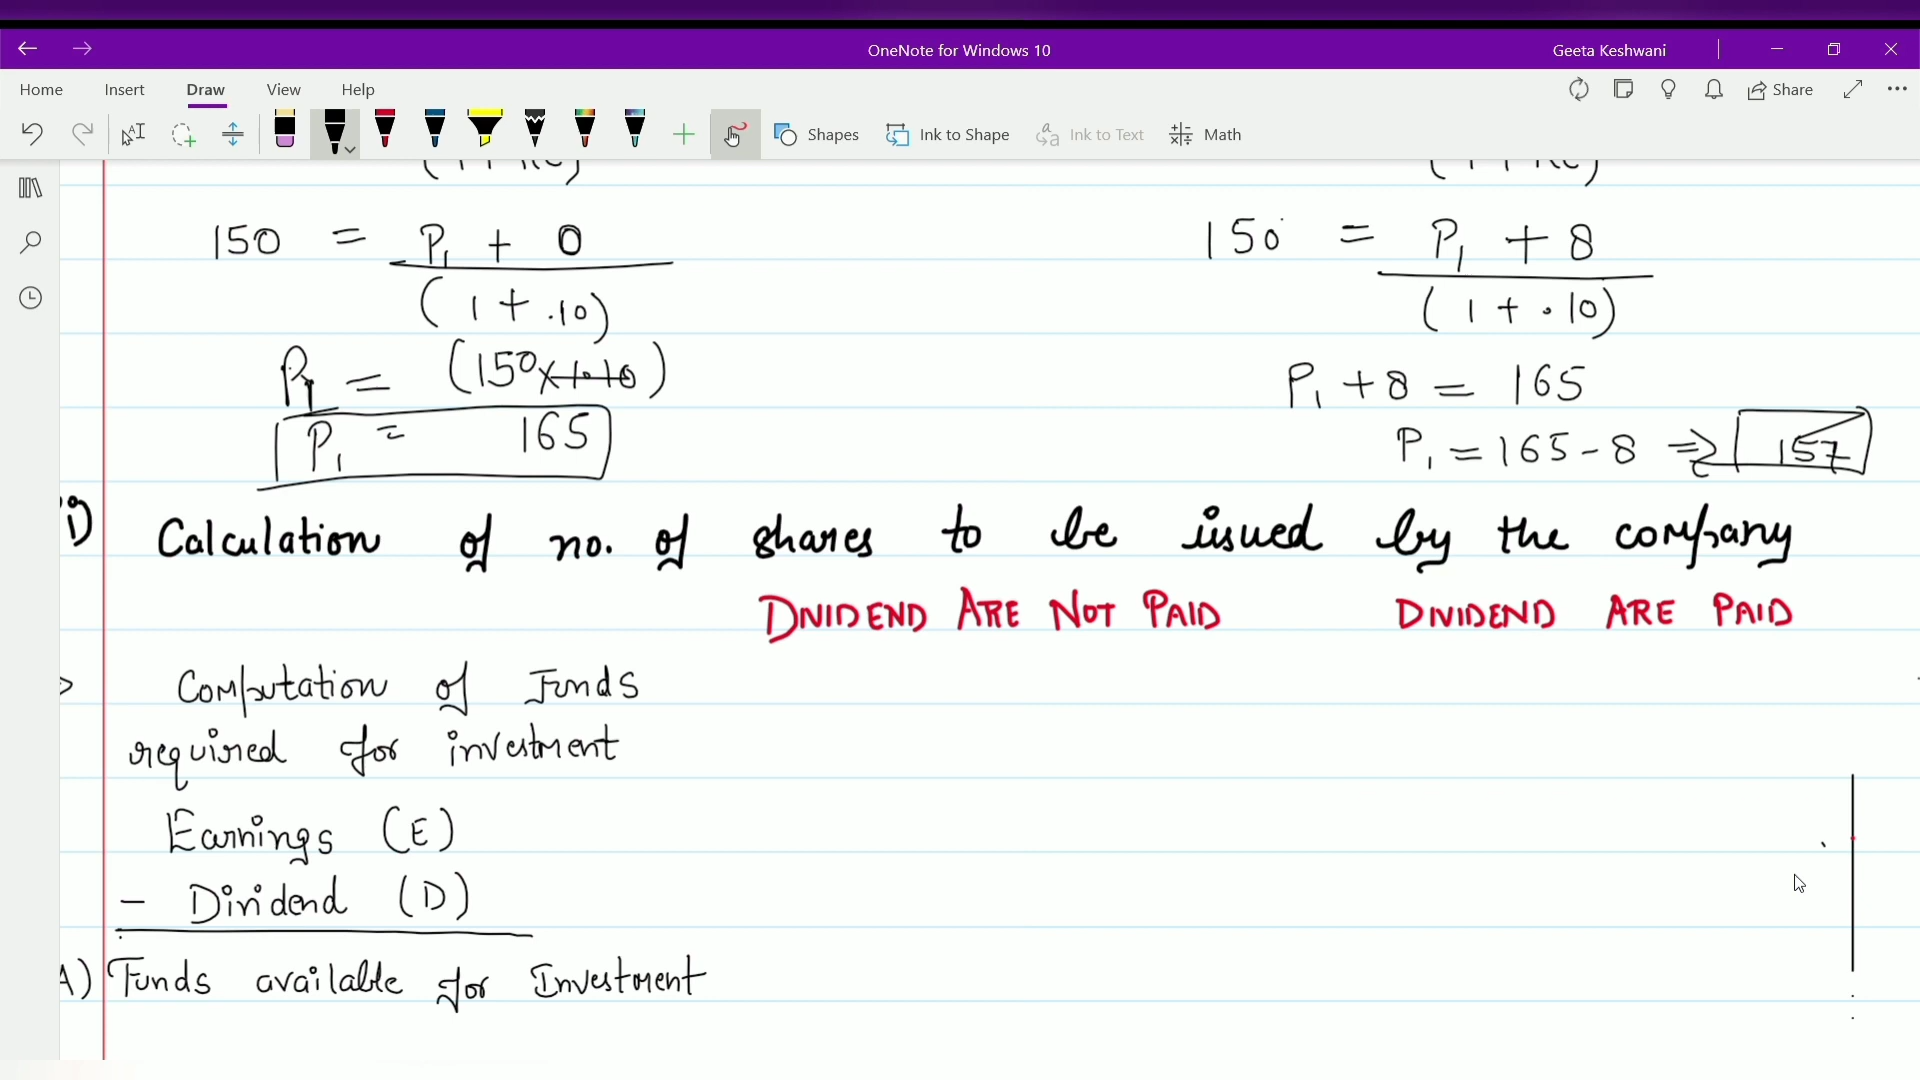 OneNote for Windows 10
Geeta Keshwani
Home Insert Draw View Help
Share
Shapes Ink to Shape Ink to Text Math
150 = P₁ + 0
(1 + .10)
P₁ = (150 x 1.10)
P₁ = 165
150 = P₁ + 8
(1 + .10)
P₁ + 8 = 165
P₁ = 165 - 8 => 157
i) Calculation of no. of shares to be issued by the company
DIVIDEND ARE NOT PAID DIVIDEND ARE PAID
Computation of Funds
required for investment
Earnings (E)
- Dividend (D)
A) Funds available for Investment